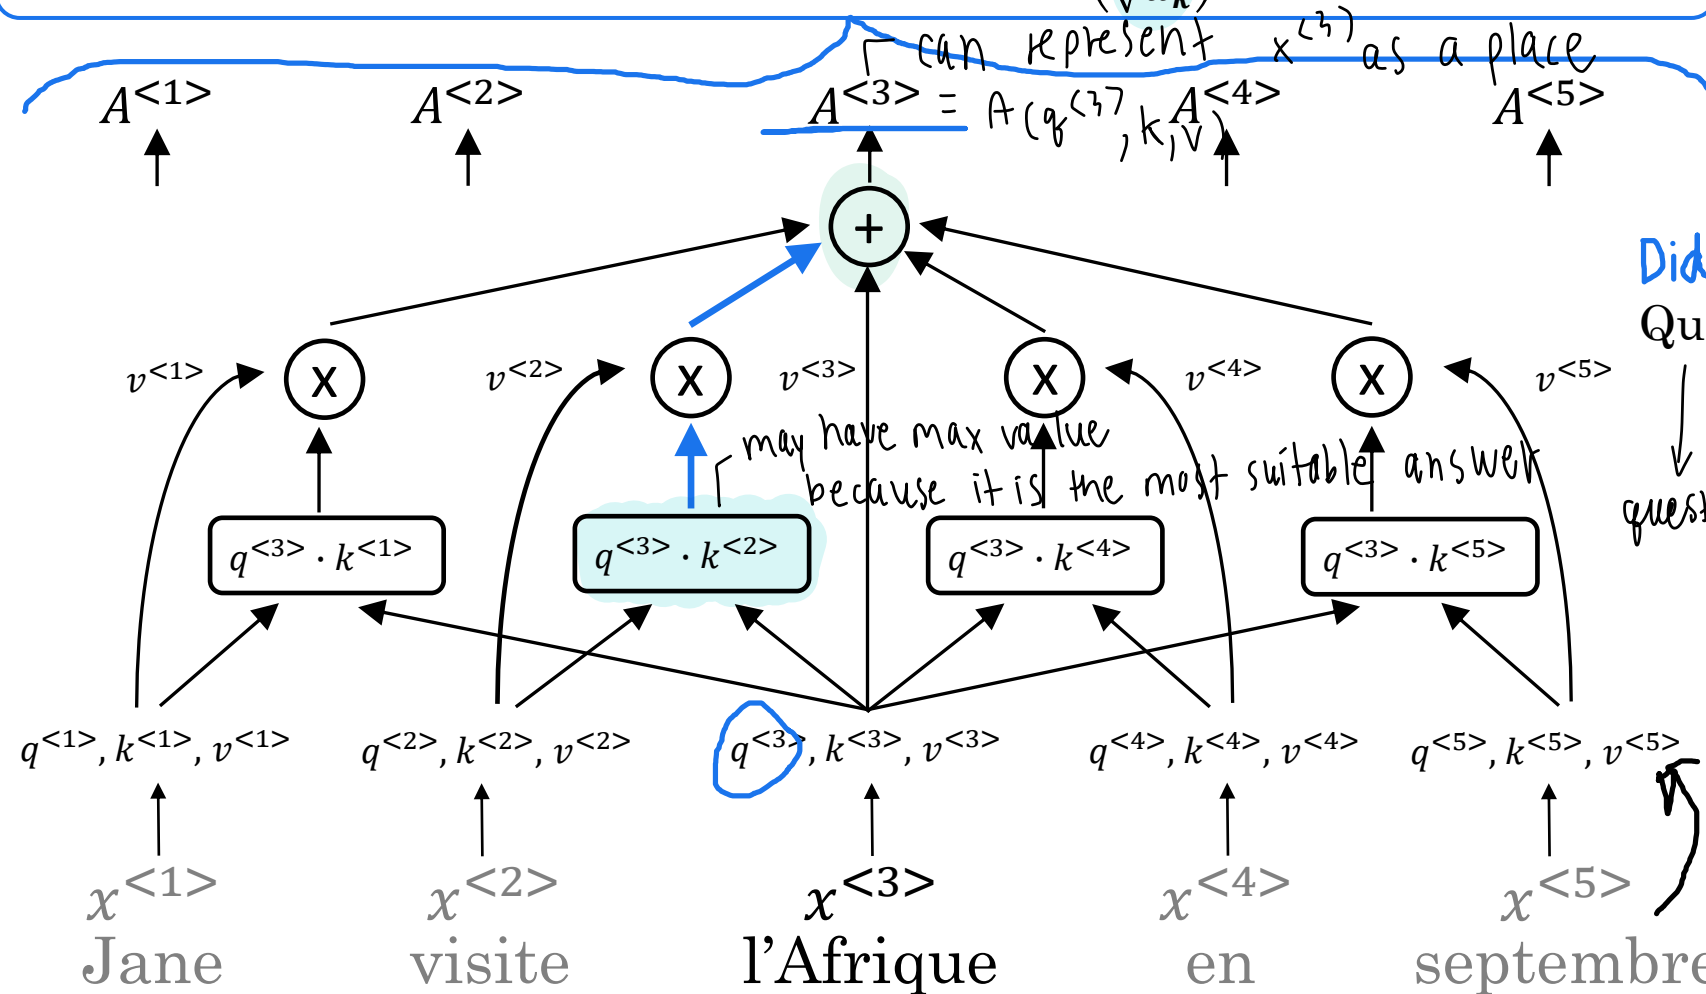 can represent x<3> as a place
A<1> A<2> A<3> = A(q<3>, k, v) A<4> A<5>
+
Did
Qu
v<1> x v<2> x v<3> x v<4> x v<5>
may have max value
because it is the most suitable answer
quest
q<3> · k<1> q<3> · k<2> q<3> · k<4> q<3> · k<5>
q<1>, k<1>, v<1> q<2>, k<2>, v<2> q<3>, k<3>, v<3> q<4>, k<4>, v<4> q<5>, k<5>, v<5>
x<1> x<2> x<3> x<4> x<5>
Jane visite l'Afrique en septembre